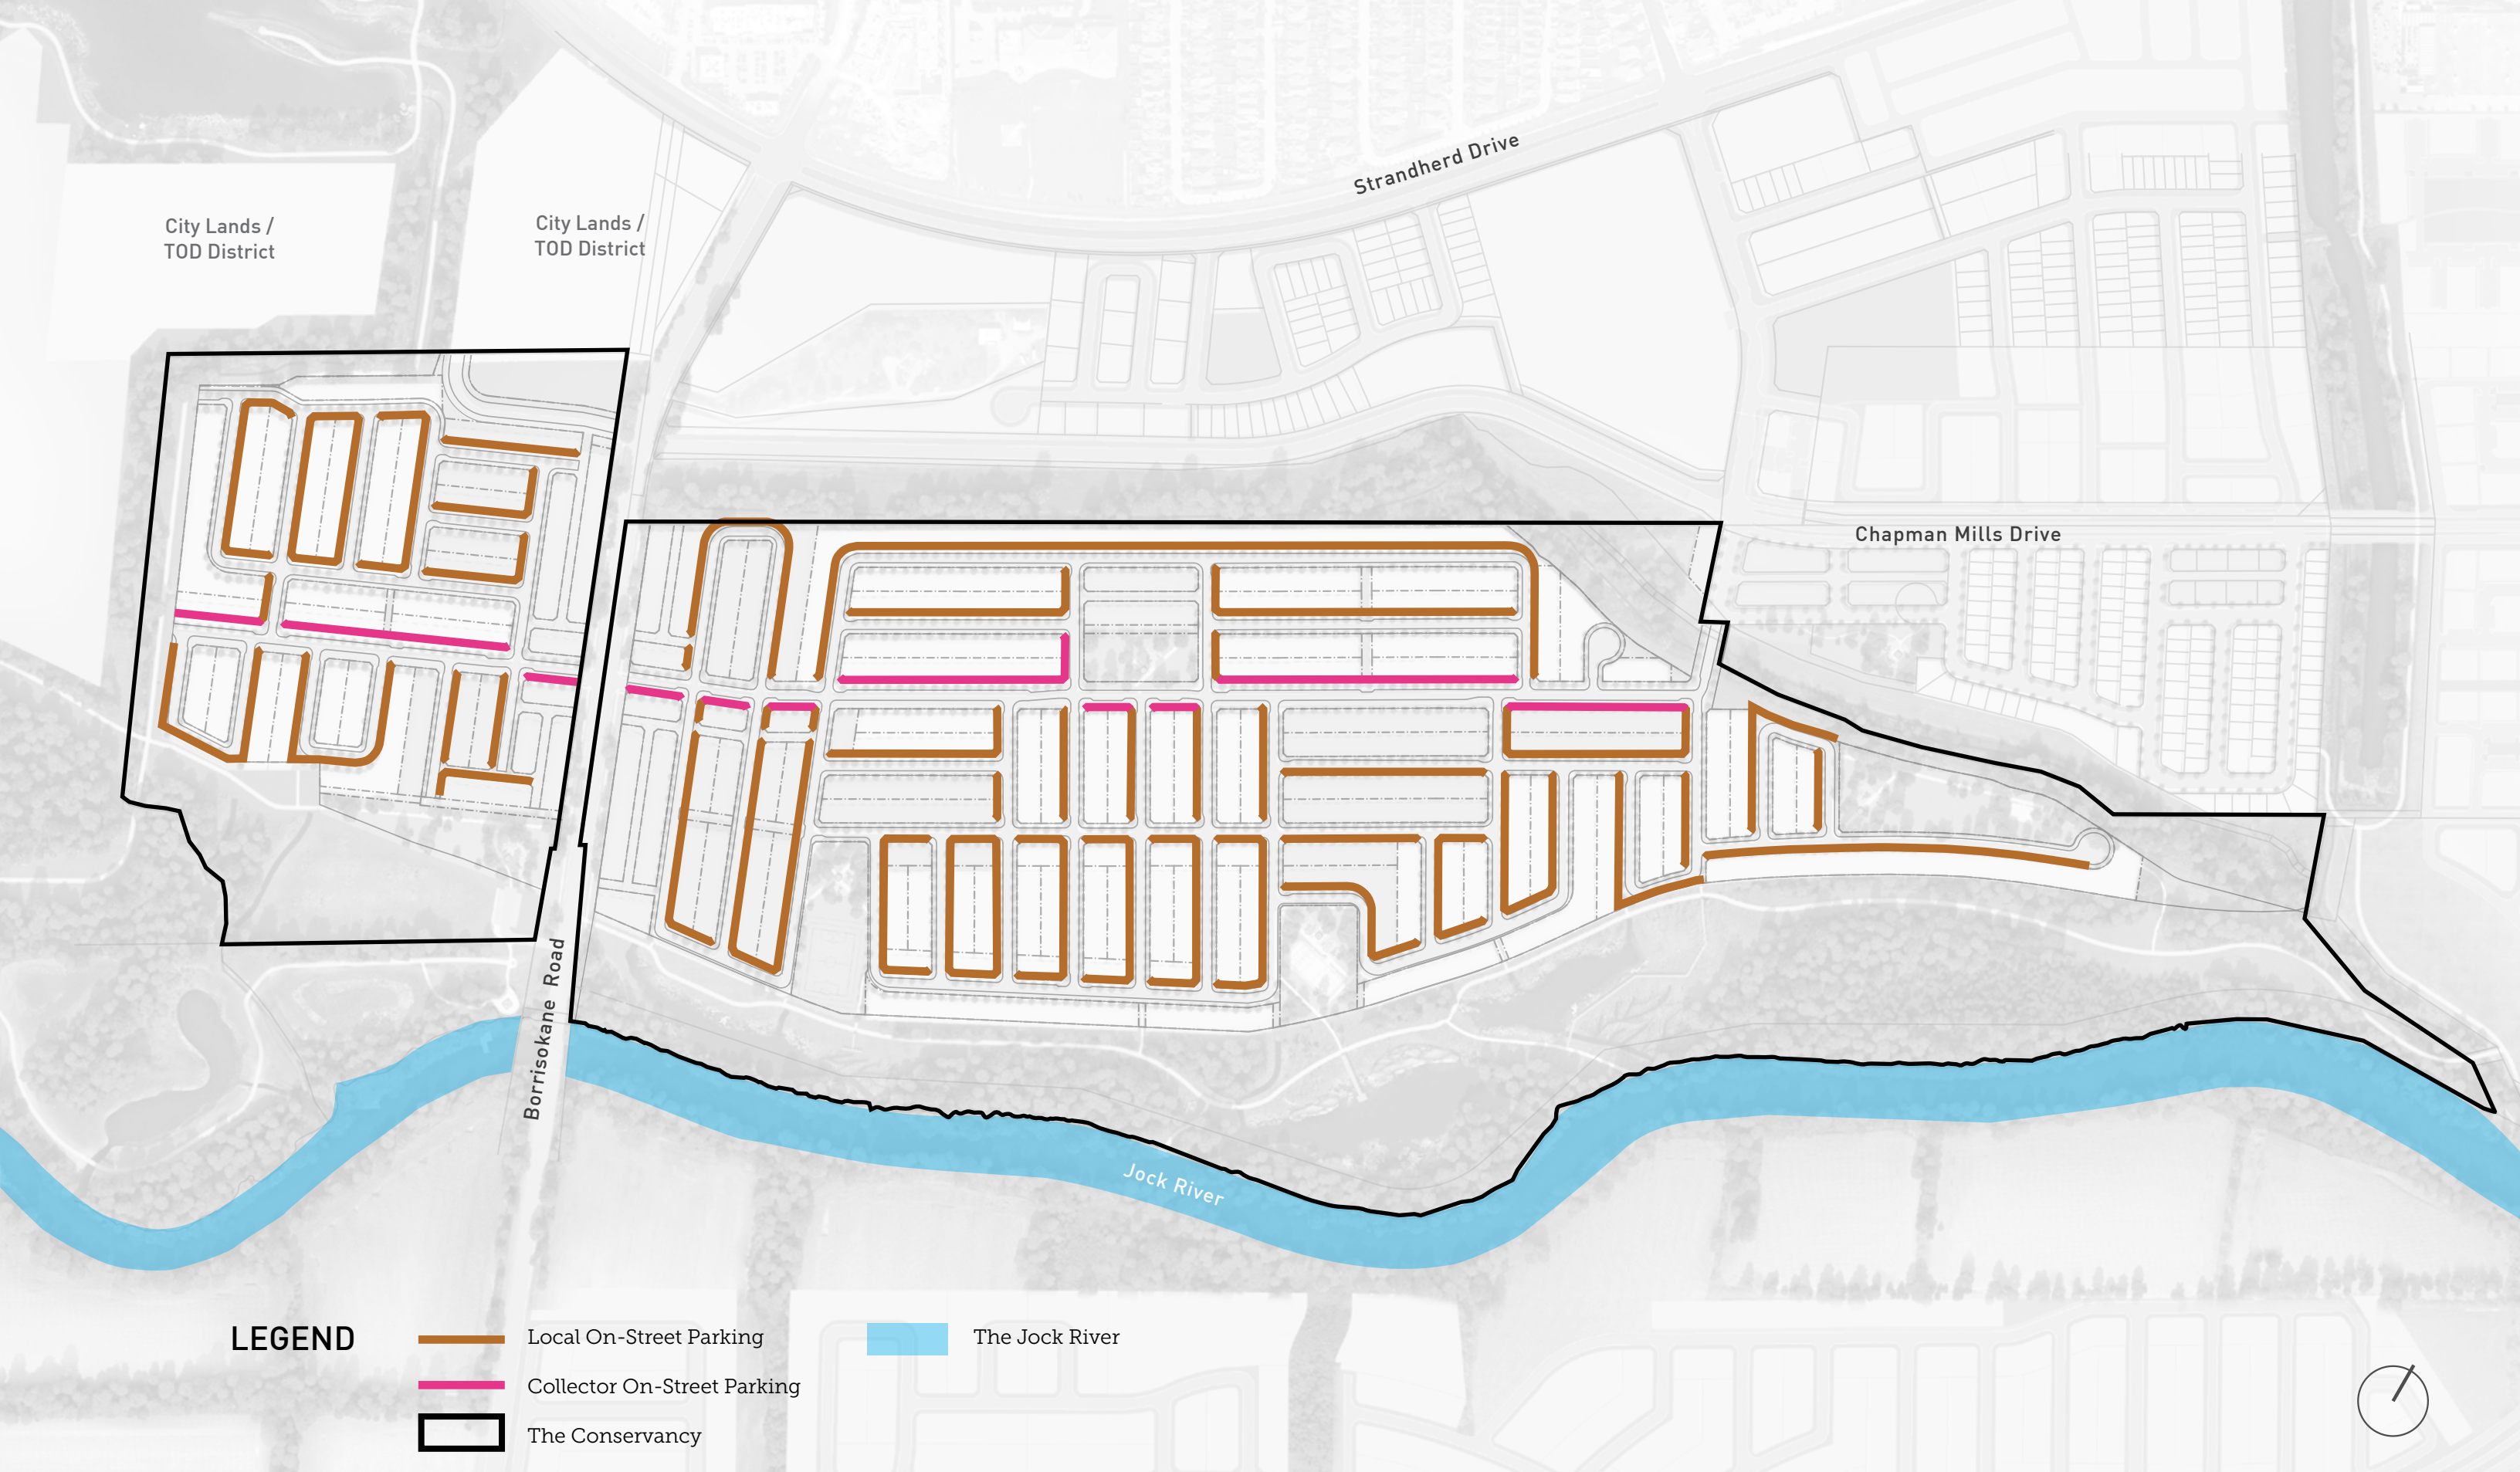 Strandherd Drive
City Lands /
TOD District
City Lands /
TOD District
Chapman Mills Drive
Borrisokane Road
Jock River
LEGEND
Local On-Street Parking
Collector On-Street Parking
The Conservancy
The Jock River